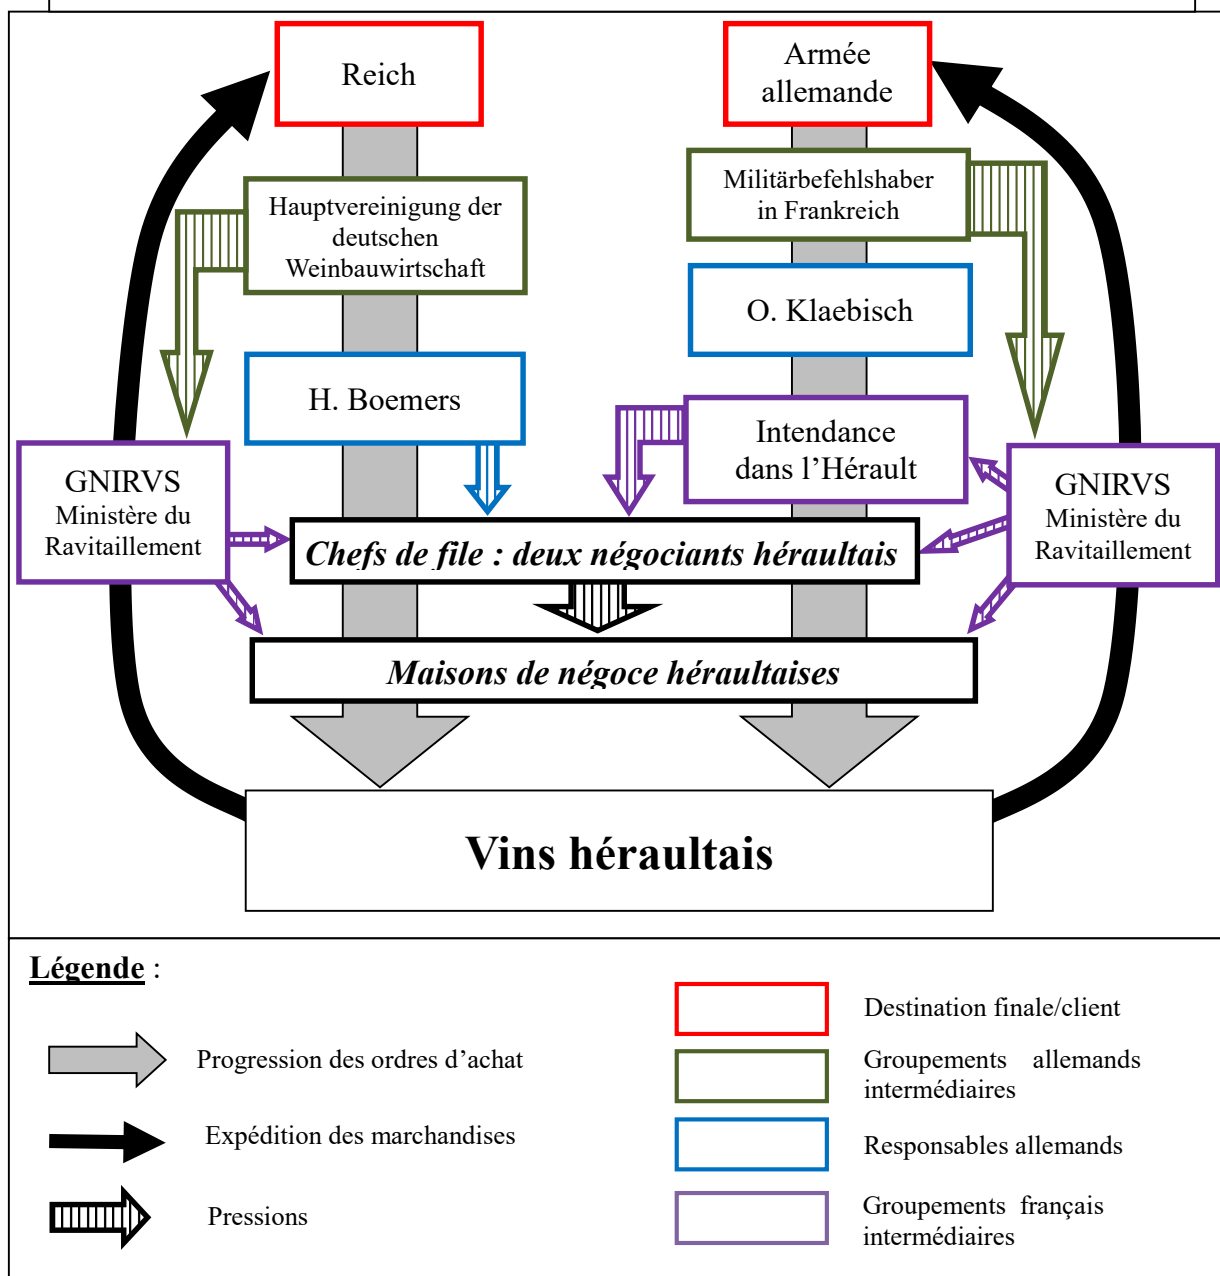 Reich
Armée
allemande
Hauptvereinigung der
deutschen
Weinbauwirtschaft
Militärbefehlshaber
in Frankreich
O. Klaebisch
H. Boemers
Intendance
dans l’Hérault
GNIRVS
Ministère du
Ravitaillement
GNIRVS
Ministère du
Ravitaillement
Chefs de file : deux négociants héraultais
Maisons de négoce héraultaises
Vins héraultais
Légende :
Progression des ordres d’achat
Expédition des marchandises
Pressions
Destination finale/client
Groupements allemands
intermédiaires
Responsables allemands
Groupements français
intermédiaires